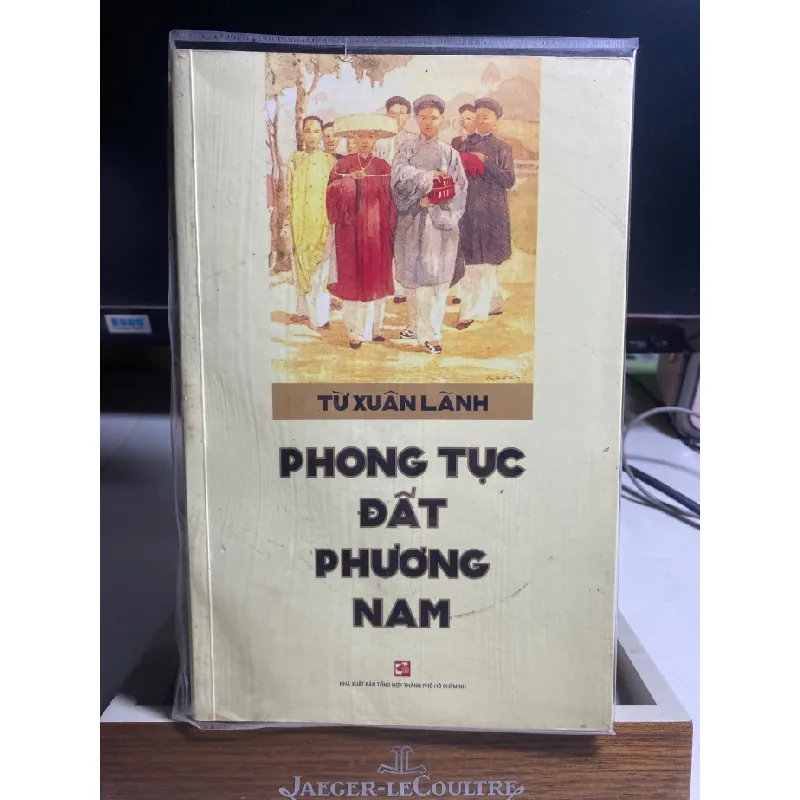 TỪ XUÂN LÃNH
PHONG TỤC
ĐẤT
PHƯƠNG
NAM
NHÀ XUẤT BẢN TỔNG HỢP THÀNH PHỐ HỒ CHÍ MINH
JAEGER-LECOULTRE